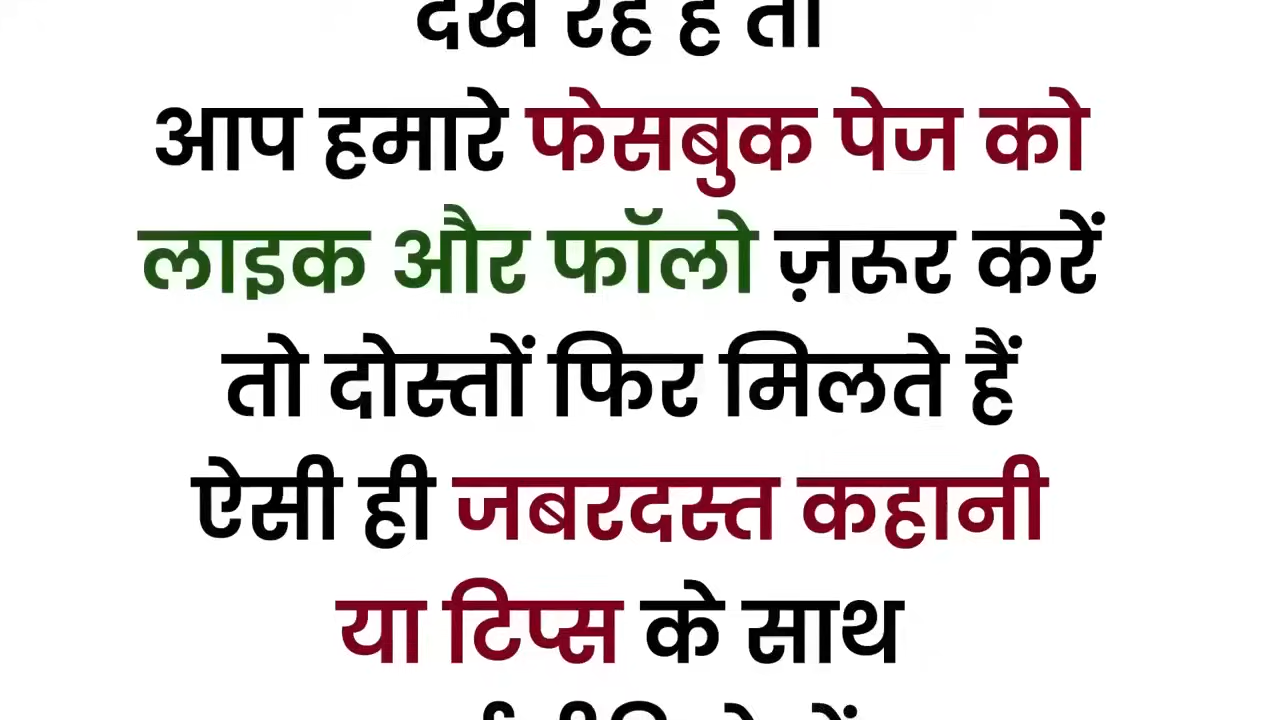 देख रहे हैं तो
आप हमारे फेसबुक पेज को
लाइक और फॉलो ज़रूर करें
तो दोस्तों फिर मिलते हैं
ऐसी ही जबरदस्त कहानी
या टिप्स के साथ